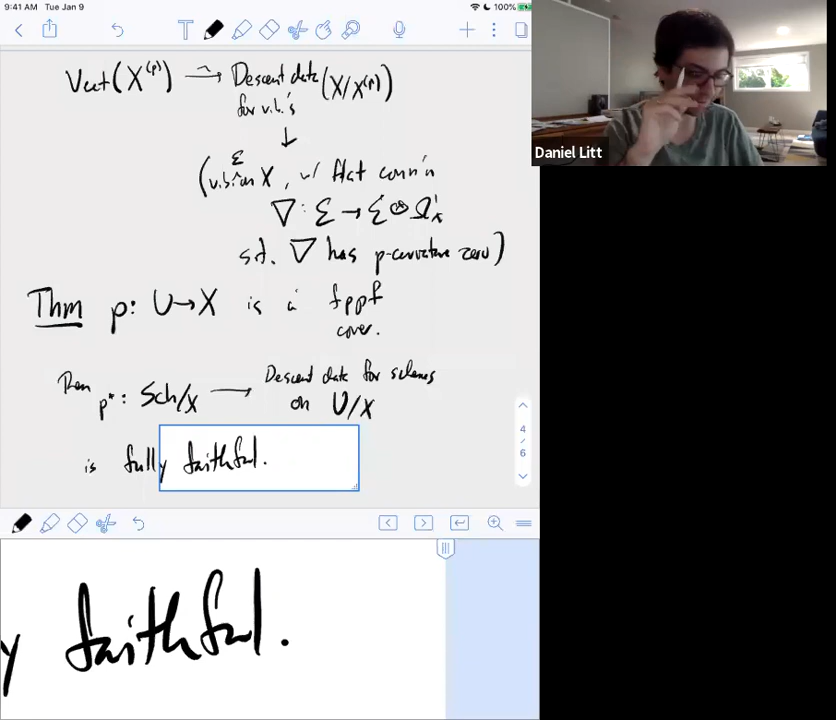 9:41 AM Tue Jan 9
100%
Vect(X^(p)) ~→ Descent data (X/X^(p))
for v.b.'s
↓
(v.b. ℰ on X, w/ flat conn'n
∇: ℰ → ℰ ⊗ Ω¹_X
s.t. ∇ has p-curvature zero)
Thm p: U→X is a fppf
cover.
Then p*: Sch/X → Descent data for schemes
on U/X
is fully faithful.
4
/
6
y faithful.
Daniel Litt